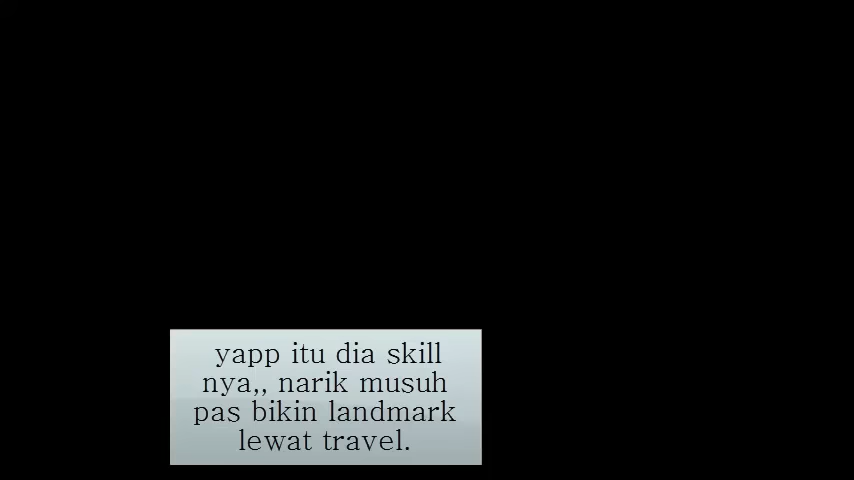 yapp itu dia skill
nya,, narik musuh
pas bikin landmark
lewat travel.